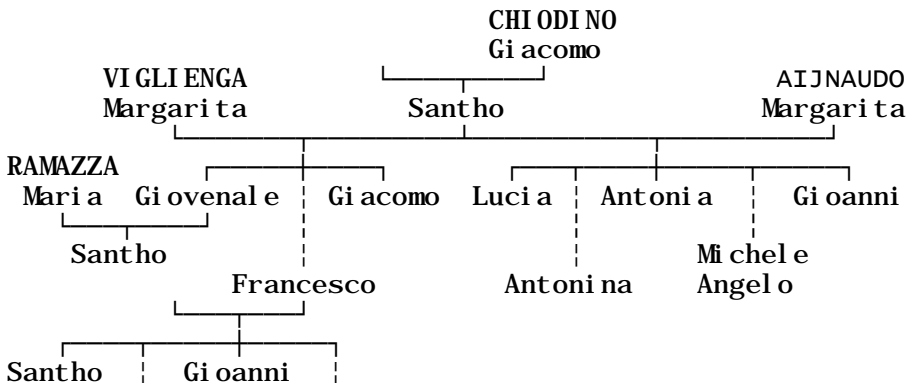 CHIODINO
Giacomo
VIGLIENGA AIJNAUDO
Margarita Santho Margarita
RAMAZZA
Maria Giovenale Giacomo Lucia Antonia Gioanni
Santho Michele
Francesco Antonina Angelo
Santho Gioanni